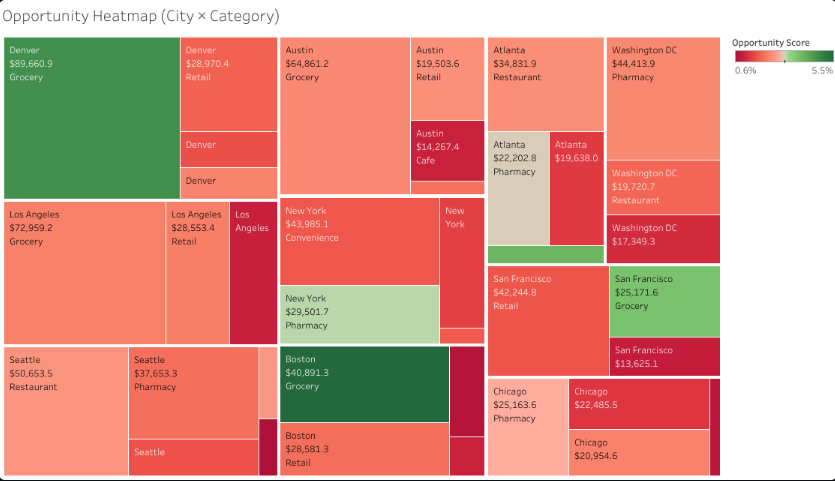 Opportunity Heatmap (City × Category)
Denver
$89,660.9
Grocery
Denver
$28,970.4
Retail
Denver
Denver
Austin
$64,861.2
Grocery
Austin
$19,503.6
Retail
Austin
$14,267.4
Cafe
Atlanta
$34,831.9
Restaurant
Atlanta
$22,202.8
Pharmacy
Atlanta
$19,638.0
Washington DC
$44,413.9
Pharmacy
Washington DC
$19,720.7
Restaurant
Washington DC
$17,349.3
Opportunity Score
0.6%
5.5%
Los Angeles
$72,959.2
Grocery
Los Angeles
$28,553.4
Retail
Los
Angeles
New York
$43,985.1
Convenience
New
York
New York
$29,501.7
Pharmacy
San Francisco
$42,244.8
Retail
San Francisco
$25,171.6
Grocery
San Francisco
$13,625.1
Seattle
$50,653.5
Restaurant
Seattle
$37,653.3
Pharmacy
Seattle
Boston
$40,891.3
Grocery
Boston
$28,581.3
Retail
Chicago
$25,163.6
Pharmacy
Chicago
$22,485.5
Chicago
$20,954.6